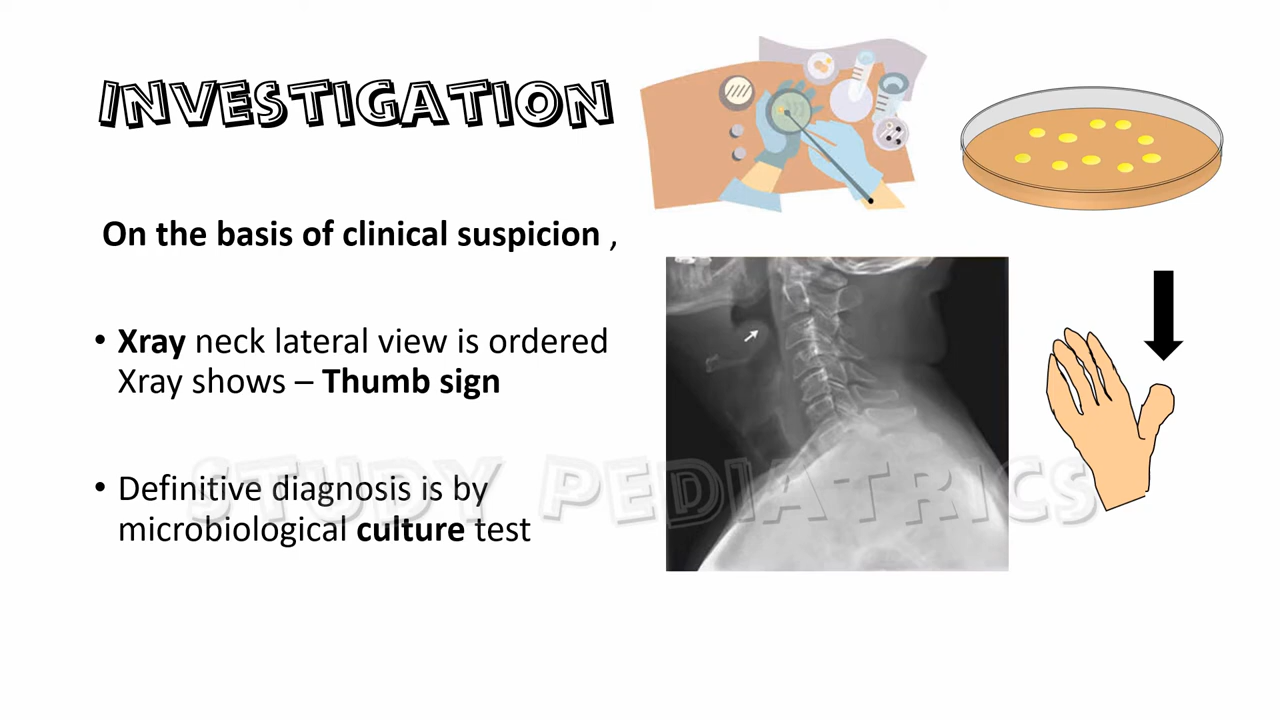 INVESTIGATION
On the basis of clinical suspicion ,
• Xray neck lateral view is ordered
Xray shows – Thumb sign
• Definitive diagnosis is by
microbiological culture test
STUDY PEDIATRICS